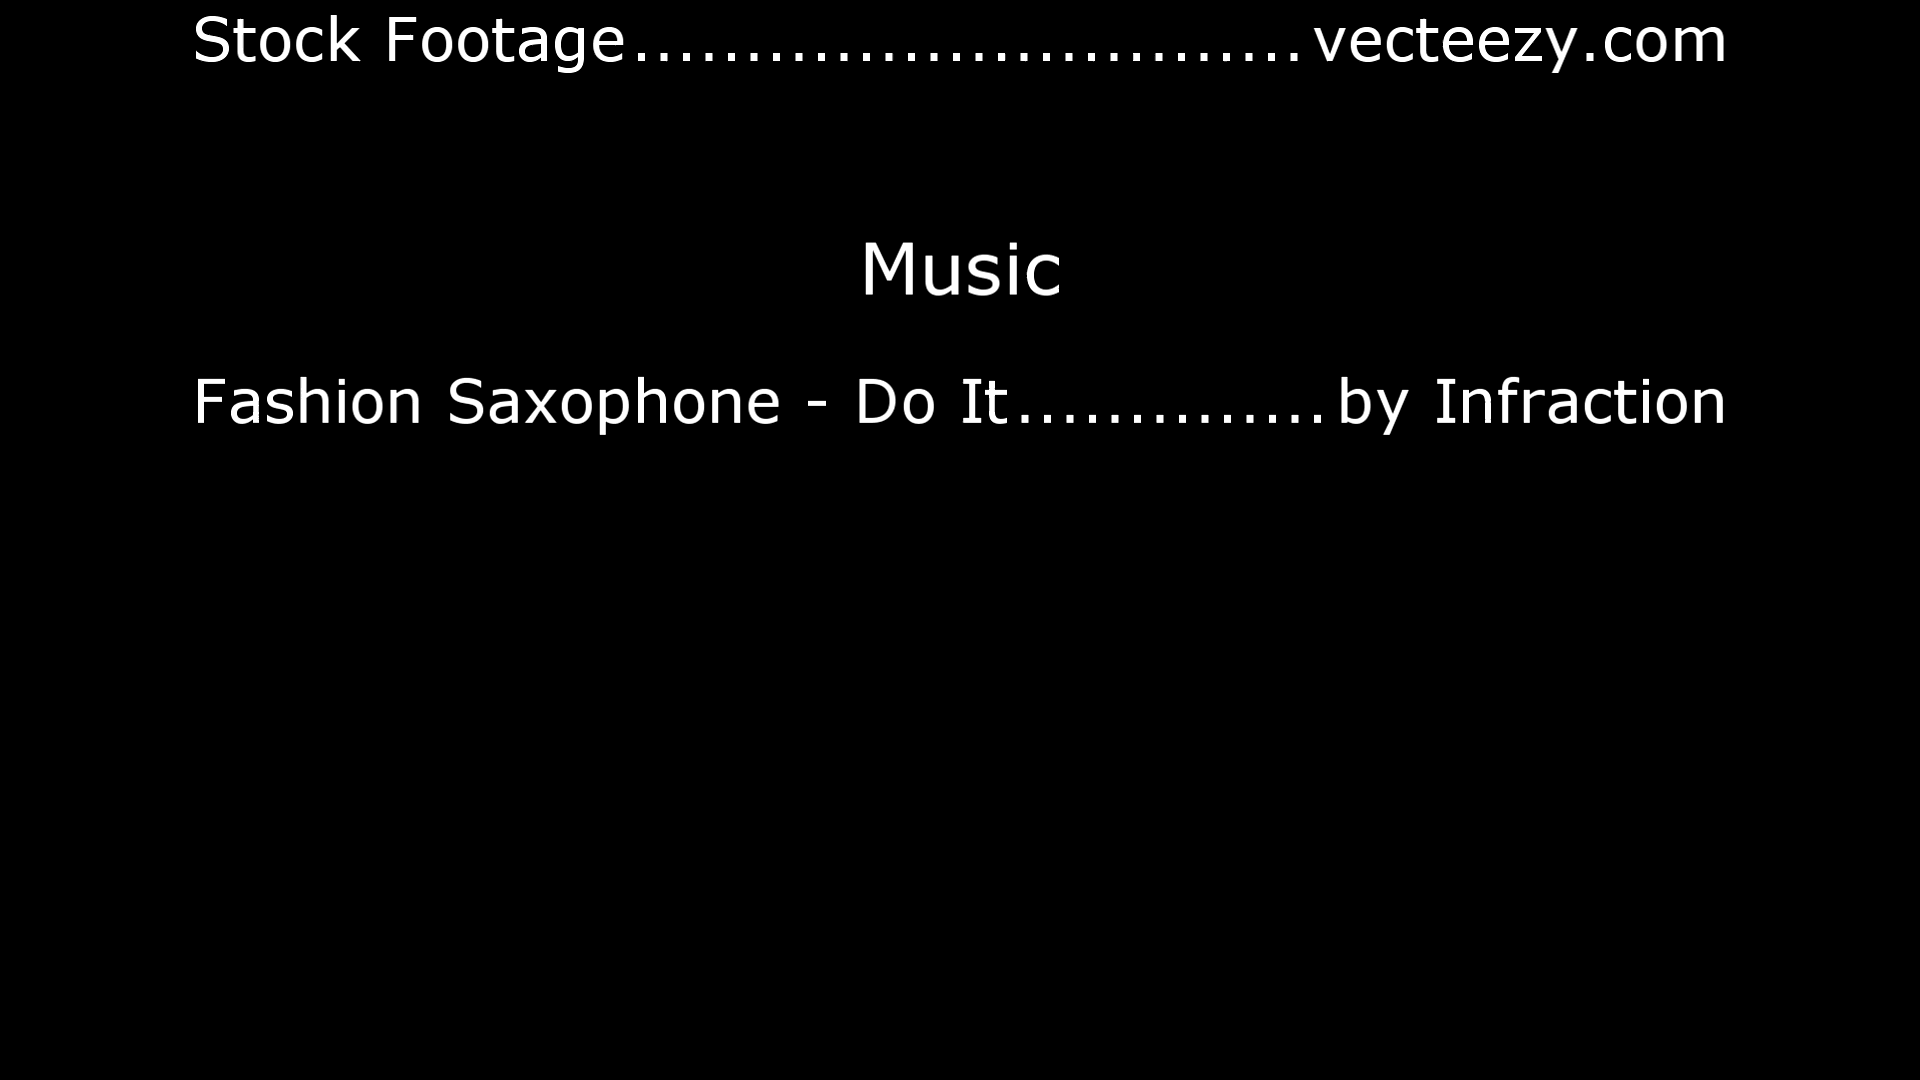 Stock Footage..............................vecteezy.com
Music
Fashion Saxophone - Do It..............by Infraction